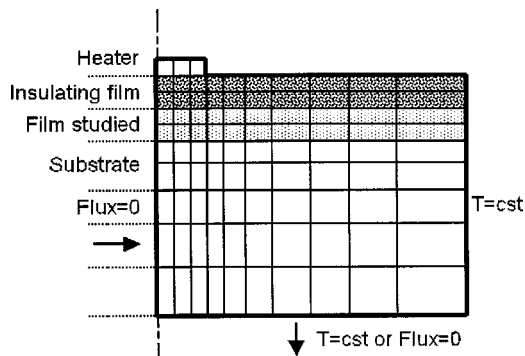 Heater
Insulating film
Film studied
Substrate
Flux=0
T=cst
T=cst or Flux=0